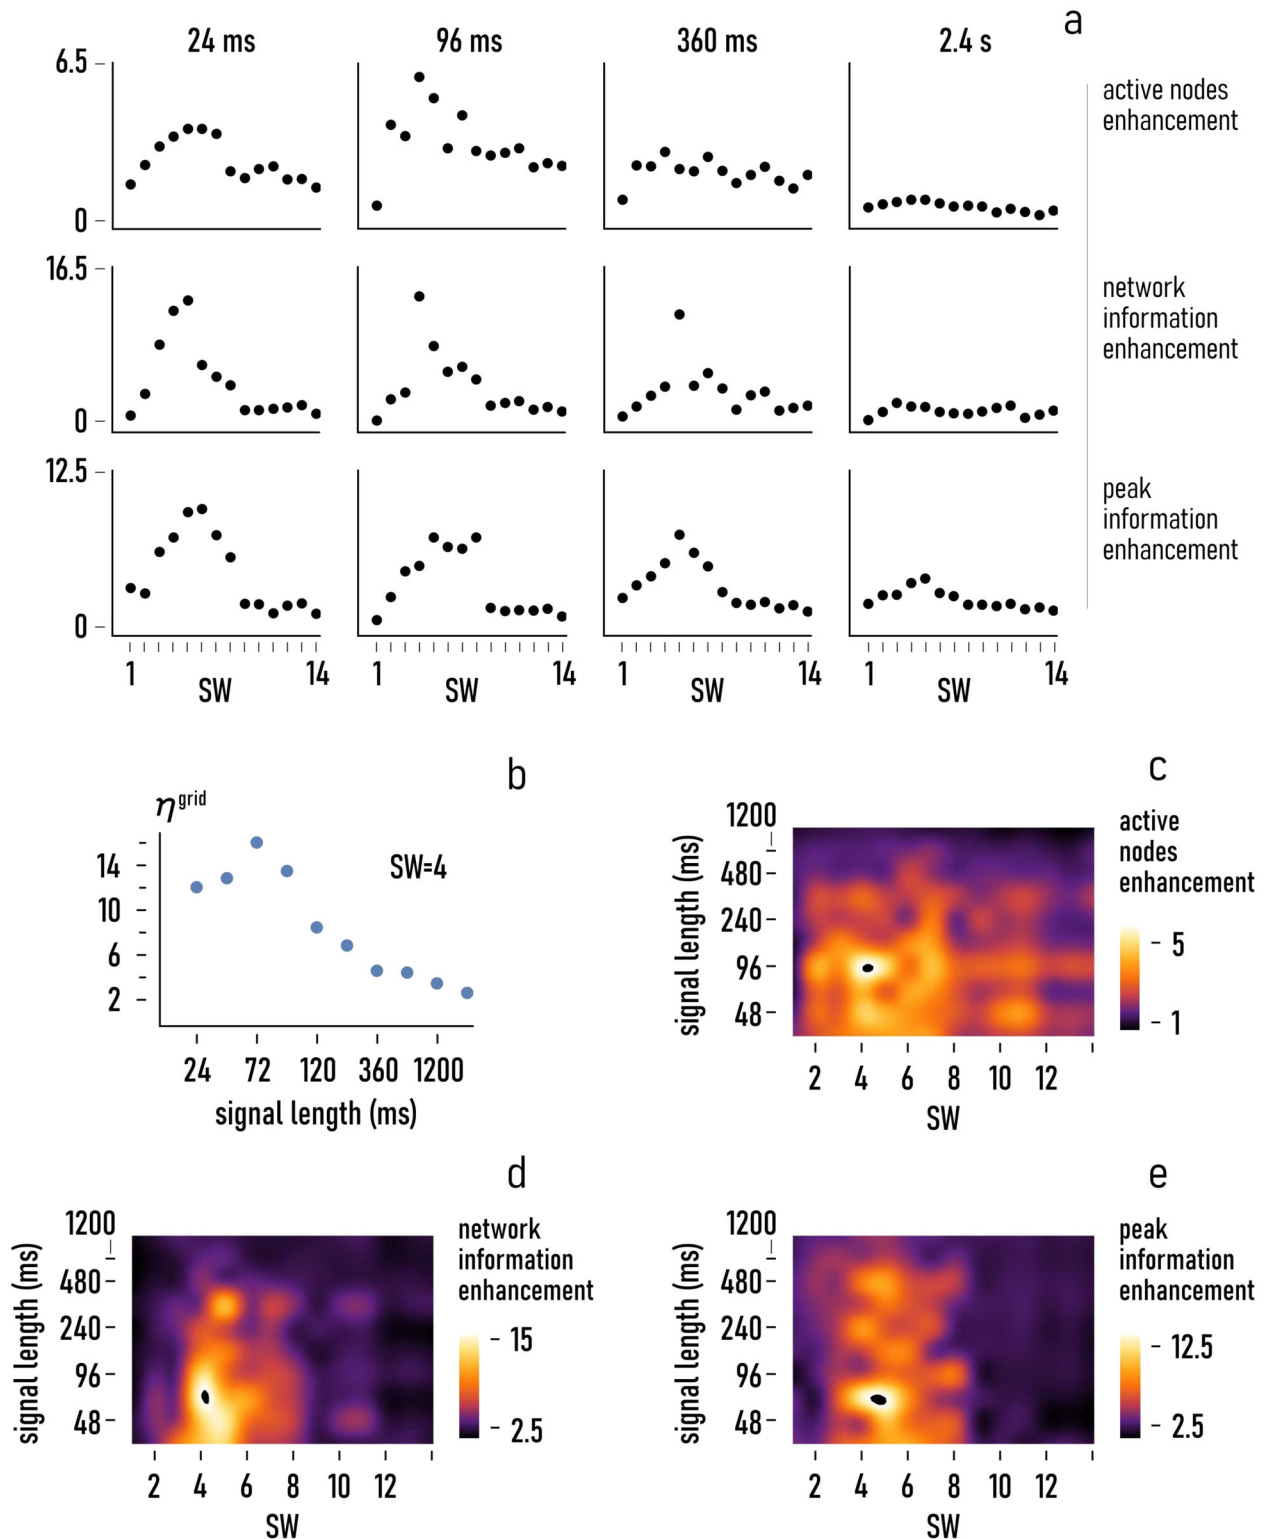 a
24 ms 96 ms 360 ms 2.4 s
6.5
0
active nodes
enhancement
16.5
0
network
information
enhancement
12.5
0
peak
information
enhancement
1 14 1 14 1 14 1 14
SW SW SW SW
b
ηgrid
SW=4
14
10
6
2
24 72 120 360 1200
signal length (ms)
c
1200
480
240
96
48
signal length (ms)
2 4 6 8 10 12
SW
active
nodes
enhancement
5
1
d
1200
480
240
96
48
signal length (ms)
2 4 6 8 10 12
SW
network
information
enhancement
15
2.5
e
1200
480
240
96
48
signal length (ms)
2 4 6 8 10 12
SW
peak
information
enhancement
12.5
2.5